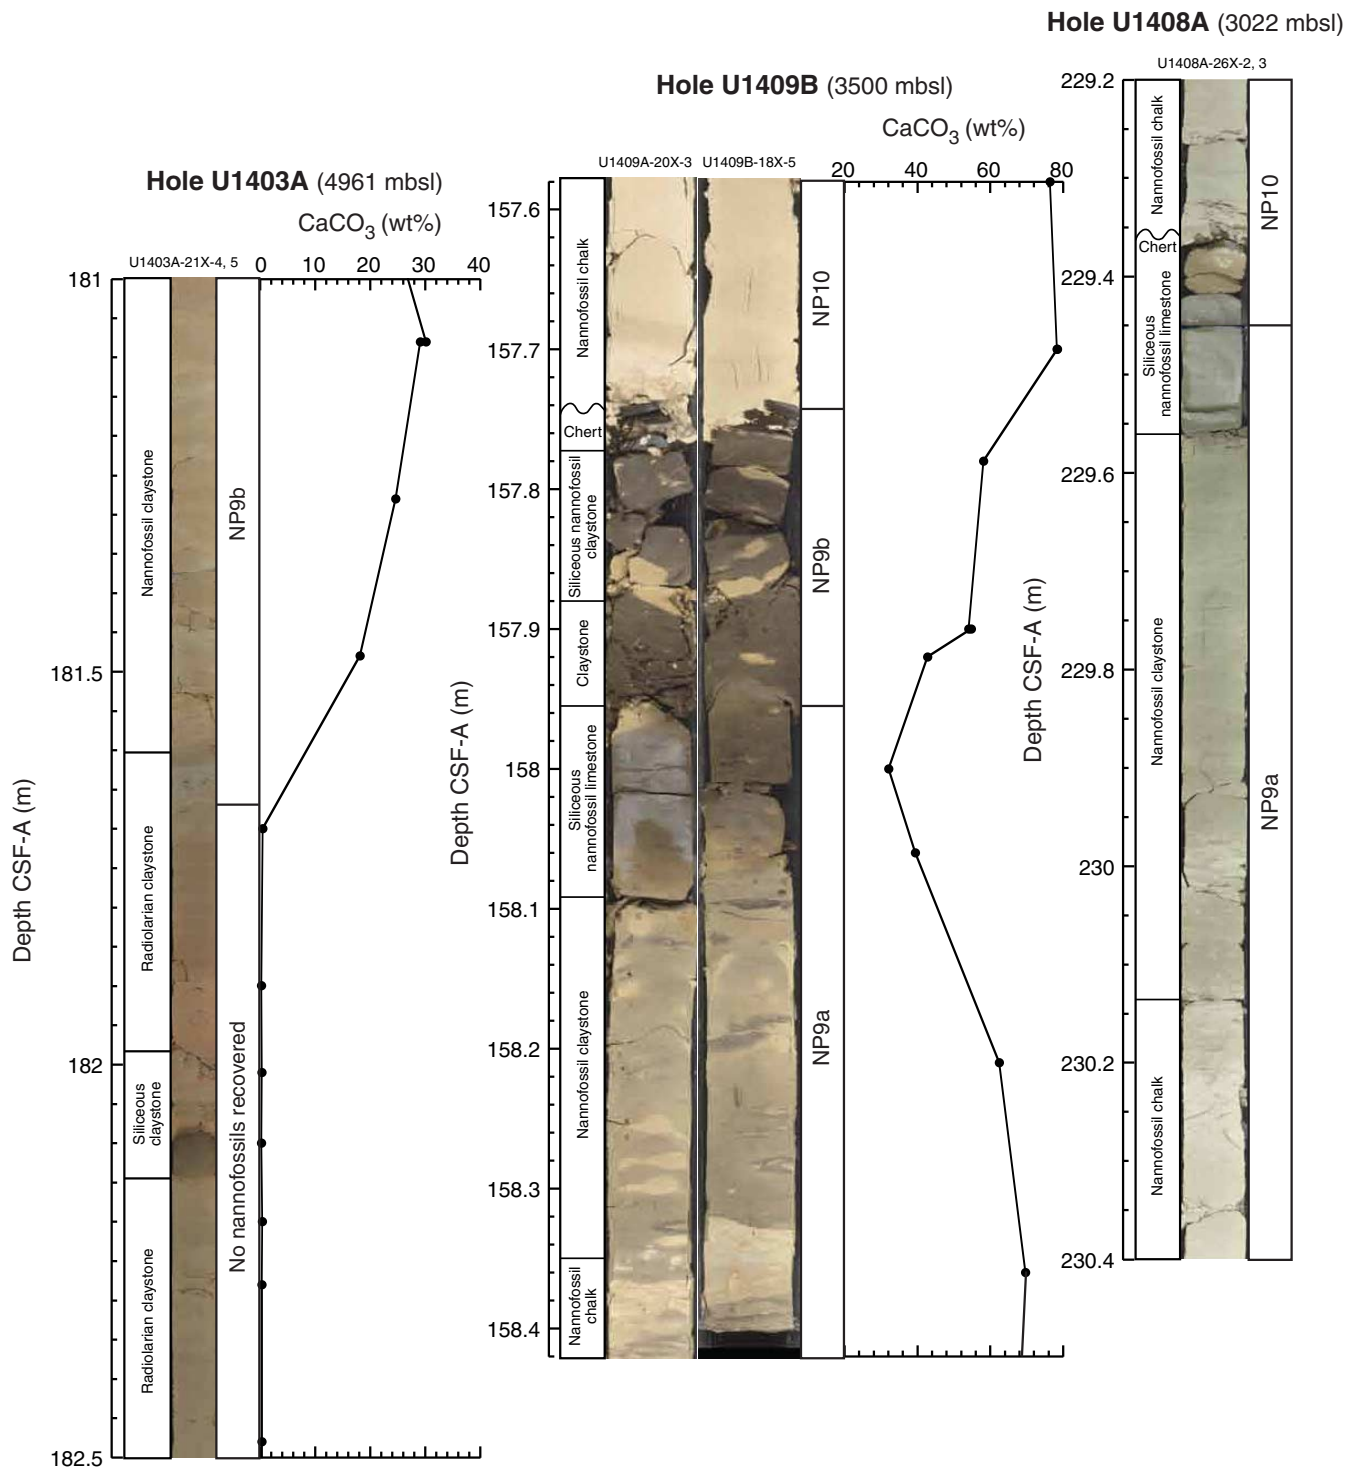 Hole U1408A (3022 mbsl)
U1408A-26X-2, 3
229.2
229.4
229.6
229.8
230
230.2
230.4
Depth CSF-A (m)
Nannofossil chalk
Chert
Siliceous
nannofossil limestone
Nannofossil claystone
Nannofossil chalk
NP10
NP9a
Hole U1409B (3500 mbsl)
CaCO3 (wt%)
U1409A-20X-3 U1409B-18X-5
20 40 60 80
157.6
157.7
157.8
157.9
158
158.1
158.2
158.3
158.4
Depth CSF-A (m)
Nannofossil chalk
Chert
Siliceous nannofossil
claystone
Claystone
Siliceous
nannofossil limestone
Nannofossil claystone
Nannofossil
chalk
NP10
NP9b
NP9a
Hole U1403A (4961 mbsl)
CaCO3 (wt%)
U1403A-21X-4, 5
0 10 20 30 40
181
181.5
182
182.5
Depth CSF-A (m)
Nannofossil claystone
Radiolarian claystone
Siliceous
claystone
Radiolarian claystone
NP9b
No nannofossils recovered